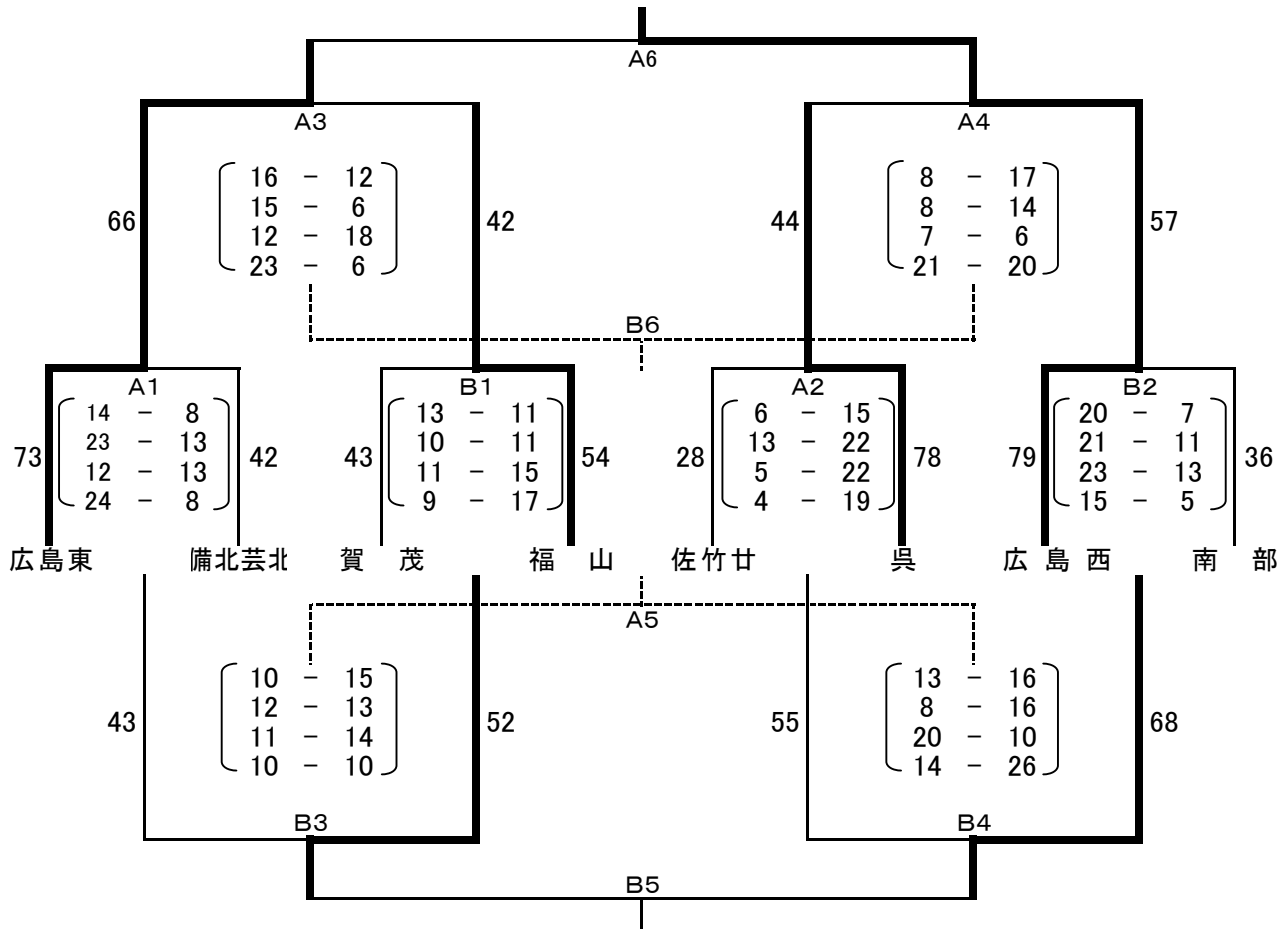 A6
A3 A4
16 - 12 8 - 17
15 - 6 8 - 14
66 42 44 57
12 - 18 7 - 6
23 - 6 21 - 20
B6
A1 B1 A2 B2
14 - 8 13 - 11 6 - 15 20 - 7
23 - 13 10 - 11 13 - 22 21 - 11
73 42 43 54 28 78 79 36
12 - 13 11 - 15 5 - 22 23 - 13
24 - 8 9 - 17 4 - 19 15 - 5
広島東 備北芸北 賀 茂 福 山 佐竹廿 呉 広 島 西 南 部
A5
10 - 15 13 - 16
12 - 13 8 - 16
43 52 55 68
11 - 14 20 - 10
10 - 10 14 - 26
B3 B4
B5